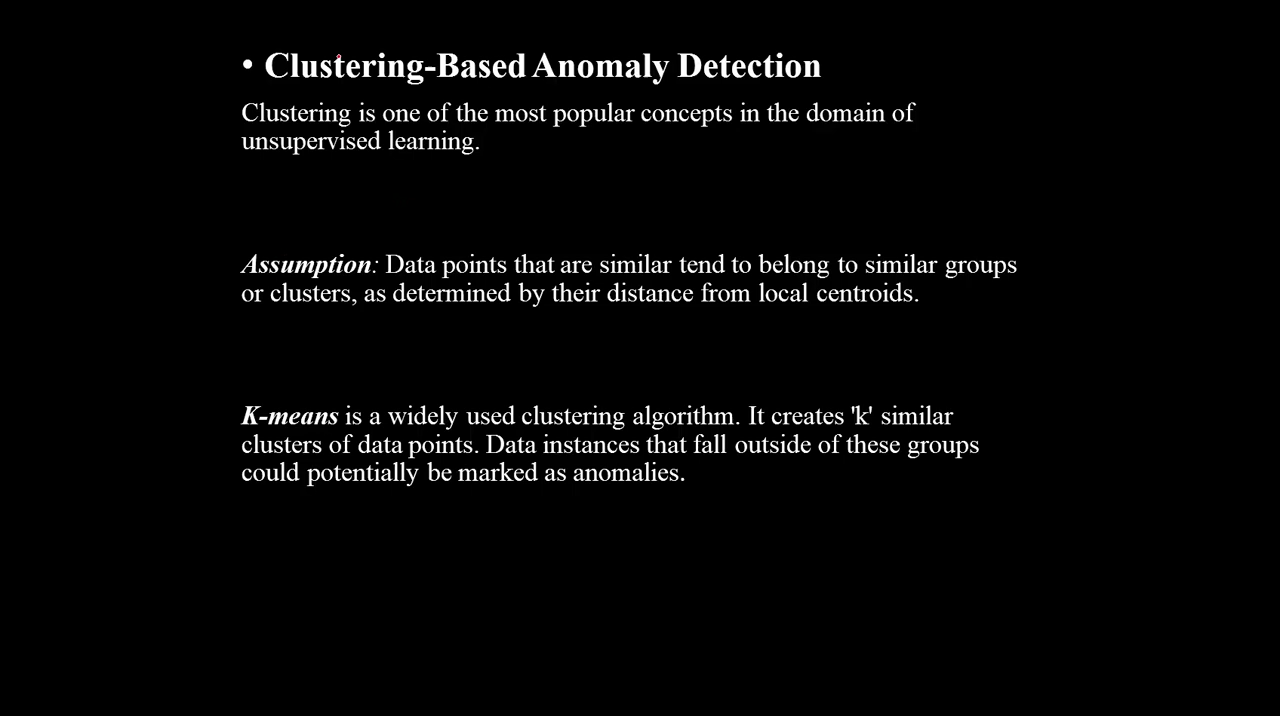 • Clustering-Based Anomaly Detection
Clustering is one of the most popular concepts in the domain of
unsupervised learning.
Assumption: Data points that are similar tend to belong to similar groups
or clusters, as determined by their distance from local centroids.
K-means is a widely used clustering algorithm. It creates 'k' similar
clusters of data points. Data instances that fall outside of these groups
could potentially be marked as anomalies.